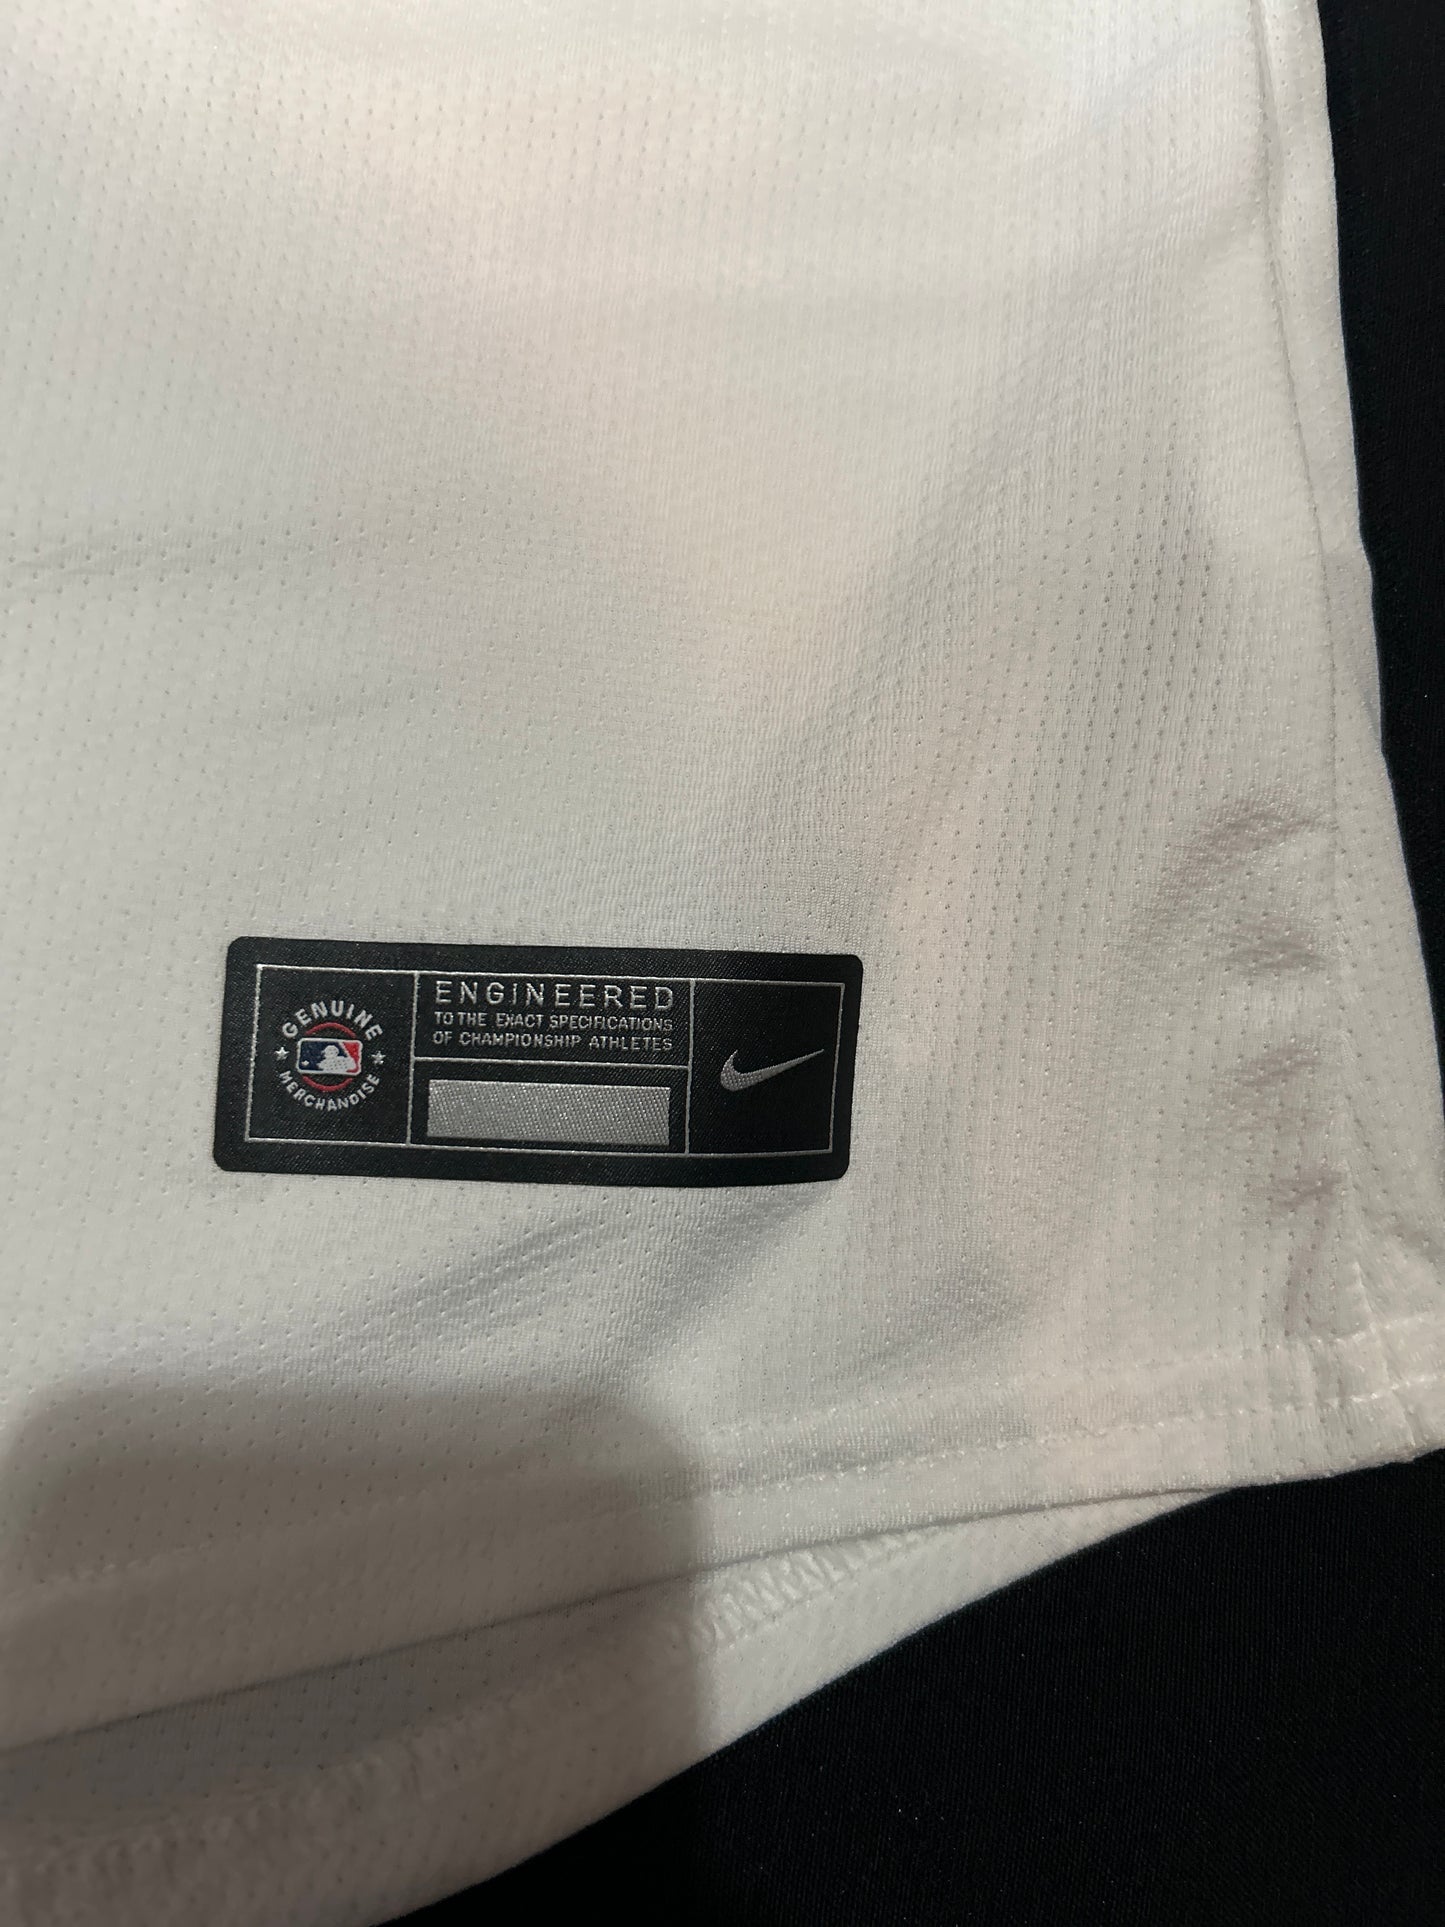 GENUINE
MERCHANDISE
ENGINEERED
TO THE EXACT SPECIFICATIONS
OF CHAMPIONSHIP ATHLETES